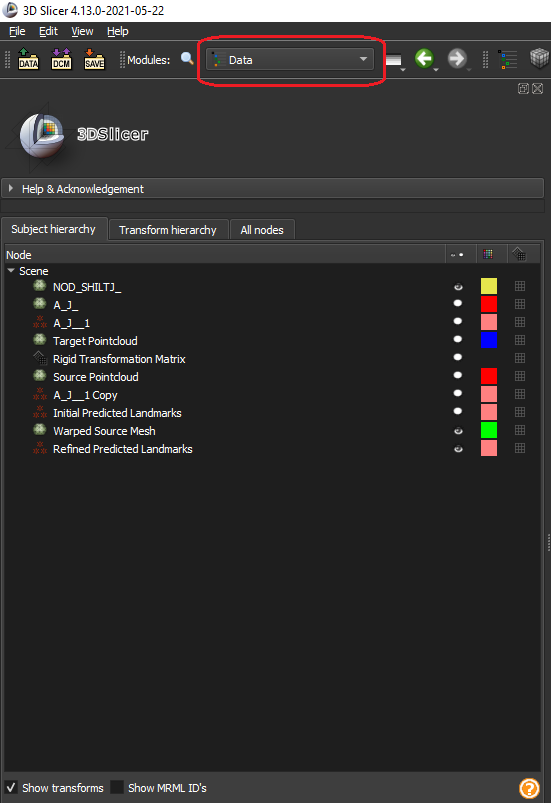 3D Slicer 4.13.0-2021-05-22
File Edit View Help
DATA DCM SAVE Modules: Data
3DSlicer
Help & Acknowledgement
Subject hierarchy Transform hierarchy All nodes
Node
Scene
NOD_SHILTJ_
A_J_
A_J__1
Target Pointcloud
Rigid Transformation Matrix
Source Pointcloud
A_J__1 Copy
Initial Predicted Landmarks
Warped Source Mesh
Refined Predicted Landmarks
Show transforms Show MRML ID's